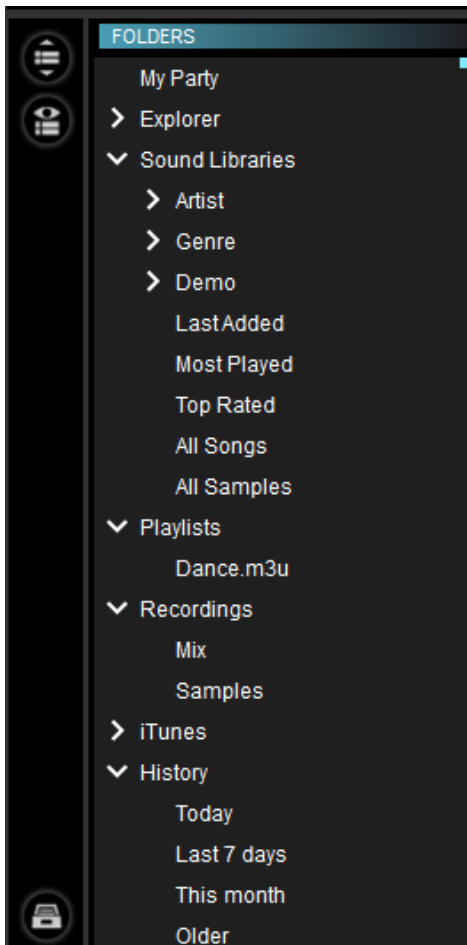 FOLDERS
My Party
Explorer
Sound Libraries
Artist
Genre
Demo
Last Added
Most Played
Top Rated
All Songs
All Samples
Playlists
Dance.m3u
Recordings
Mix
Samples
iTunes
History
Today
Last 7 days
This month
Older